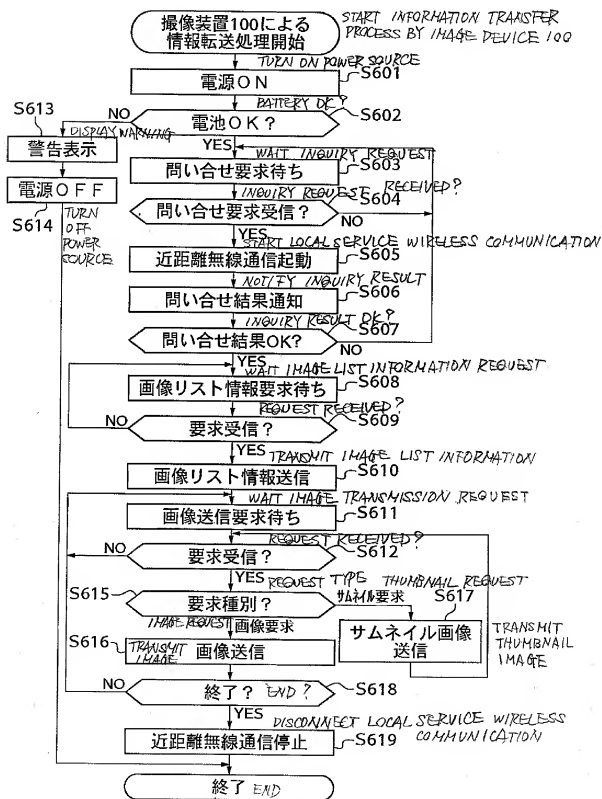 撮像装置100による
情報転送処理開始
START INFORMATION TRANSFER
PROCESS BY IMAGE DEVICE 100
TURN ON POWER SOURCE
電源ON
S601
BATTERY OK?
電池OK?
S602
NO
YES
S613
DISPLAY WARNING
警告表示
電源OFF
S614
TURN
OFF
POWER
SOURCE
WAIT INQUIRY REQUEST
問い合せ要求待ち
S603
INQUIRY REQUEST RECEIVED?
問い合せ要求受信?
S604
NO
YES
START LOCAL SERVICE WIRELESS COMMUNICATION
近距離無線通信起動
S605
NOTIFY INQUIRY RESULT
問い合せ結果通知
S606
INQUIRY RESULT OK?
問い合せ結果OK?
S607
NO
YES
WAIT IMAGE LIST INFORMATION REQUEST
画像リスト情報要求待ち
S608
REQUEST RECEIVED?
要求受信?
S609
NO
YES
TRANSMIT IMAGE LIST INFORMATION
画像リスト情報送信
S610
WAIT IMAGE TRANSMISSION REQUEST
画像送信要求待ち
S611
REQUEST RECEIVED?
要求受信?
S612
NO
YES
REQUEST TYPE
THUMBNAIL REQUEST
S615
要求種別?
サムネイル要求
S617
サムネイル画像
送信
TRANSMIT
THUMBNAIL
IMAGE
IMAGE REQUEST
画像要求
S616
TRANSMIT
IMAGE
画像送信
NO
終了? END?
S618
YES
DISCONNECT LOCAL SERVICE WIRELESS
COMMUNICATION
近距離無線通信停止
S619
終了 END